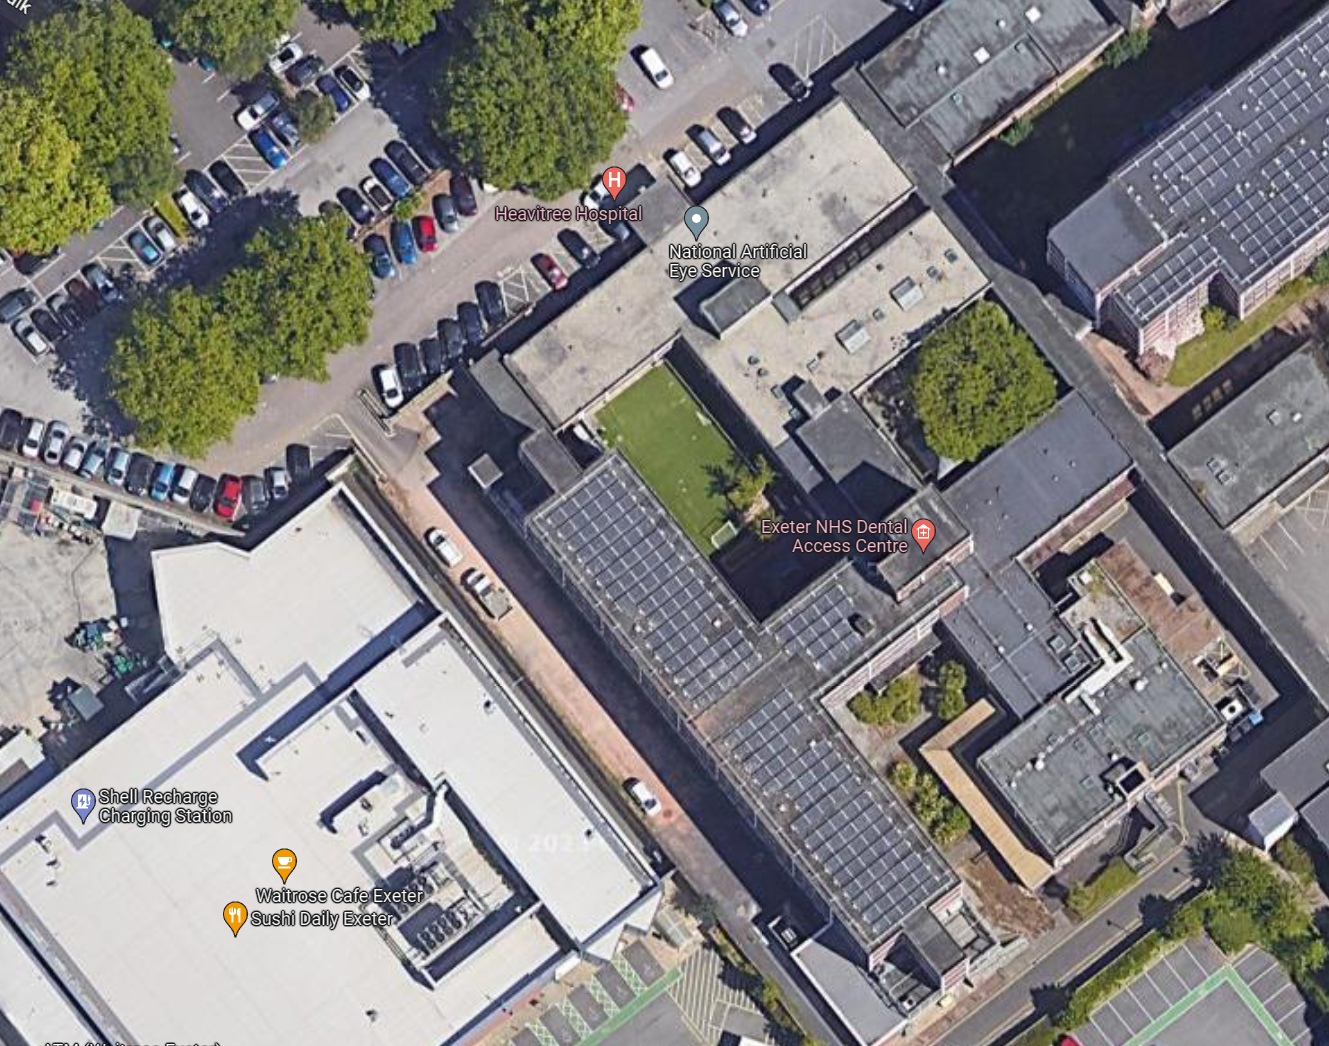 Heavitree Hospital
National Artificial
Eye Service
Exeter NHS Dental
Access Centre
Shell Recharge
Charging Station
Waitrose Cafe Exeter
Sushi Daily Exeter